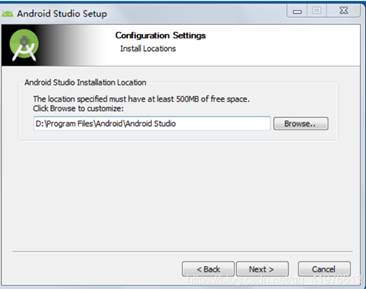 Android Studio Setup
Configuration Settings
Install Locations
Android Studio Installation Location
The location specified must have at least 500MB of free space.
Click Browse to customize:
D:\Program Files\Android\Android Studio
Browse..
< Back
Next >
Cancel